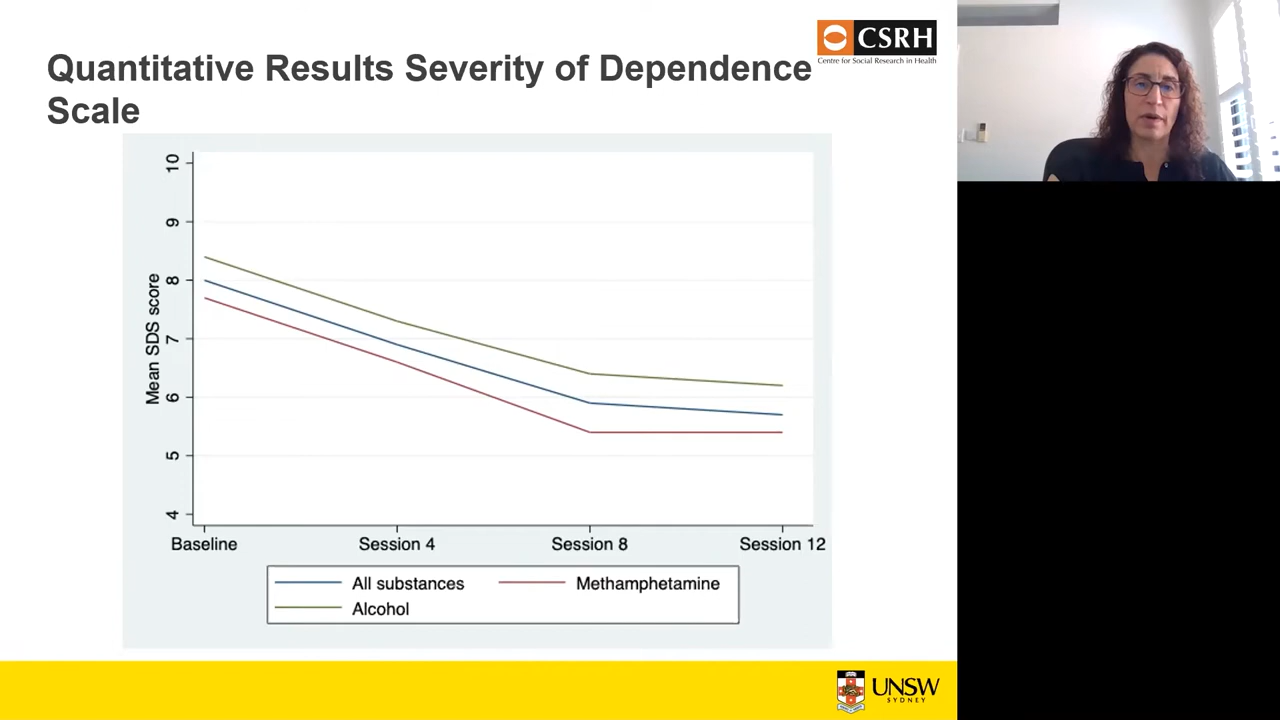 Quantitative Results Severity of Dependence
Scale
CSRH
Centre for Social Research in Health
10
9
8
7
6
5
4
Mean SDS score
Baseline
Session 4
Session 8
Session 12
All substances
Methamphetamine
Alcohol
UNSW
SYDNEY